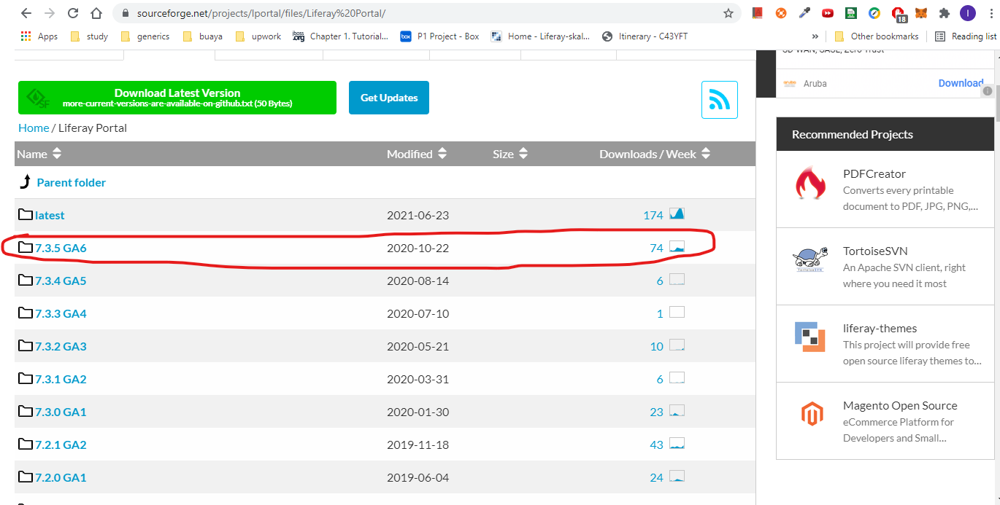 sourceforge.net/projects/lportal/files/Liferay%20Portal/
18
I
Apps study generics buaya upwork Chapter 1. Tutorial... P1 Project - Box Home - Liferay-skal... Itinerary - C43YFT » Other bookmarks Reading list
SD-WAN, SASE, Zero Trust
Aruba Download
Download Latest Version
more-current-versions-are-available-on-github.txt (50 Bytes)
Get Updates
Home / Liferay Portal
Name Modified Size Downloads / Week
Parent folder
latest 2021-06-23 174
7.3.5 GA6 2020-10-22 74
7.3.4 GA5 2020-08-14 6
7.3.3 GA4 2020-07-10 1
7.3.2 GA3 2020-05-21 10
7.3.1 GA2 2020-03-31 6
7.3.0 GA1 2020-01-30 23
7.2.1 GA2 2019-11-18 43
7.2.0 GA1 2019-06-04 24
Recommended Projects
PDFCreator
Converts every printable
document to PDF, JPG, PNG,...
TortoiseSVN
An Apache SVN client, right
where you need it most
liferay-themes
This project will provide free
open source liferay themes to...
Magento Open Source
eCommerce Platform for
Developers and Small...